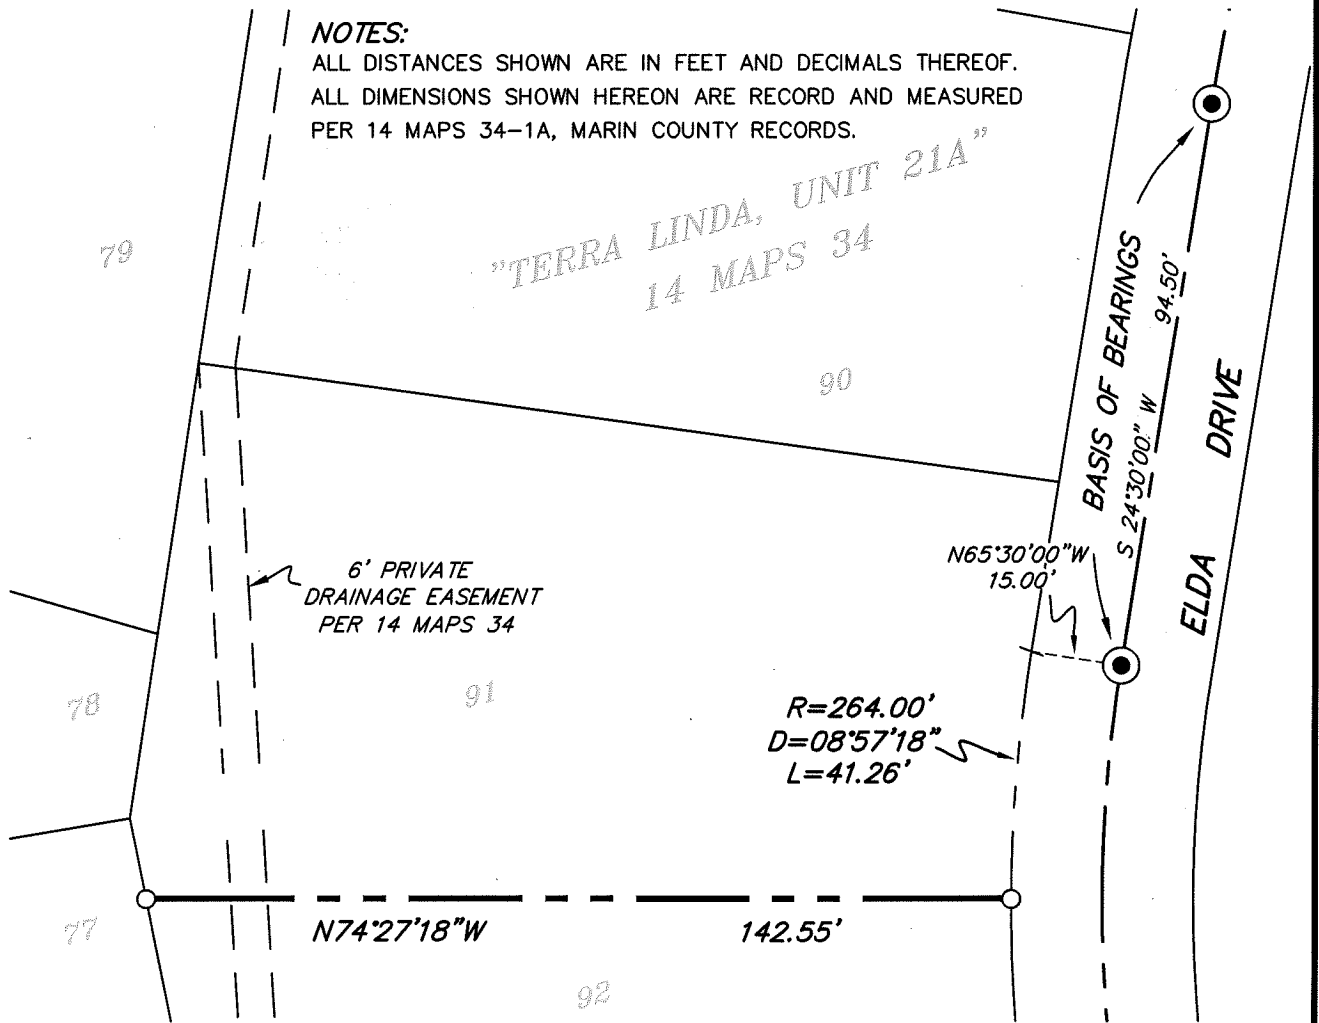 NOTES:
ALL DISTANCES SHOWN ARE IN FEET AND DECIMALS THEREOF.
ALL DIMENSIONS SHOWN HEREON ARE RECORD AND MEASURED
PER 14 MAPS 34-1A, MARIN COUNTY RECORDS.
"TERRA LINDA, UNIT 21A"
14 MAPS 34
79
90
BASIS OF BEARINGS
S 24°30'00" W 94.50'
ELDA DRIVE
N65°30'00"W
15.00'
6' PRIVATE
DRAINAGE EASEMENT
PER 14 MAPS 34
78
91
R=264.00'
D=08°57'18"
L=41.26'
77
N74°27'18"W 142.55'
92